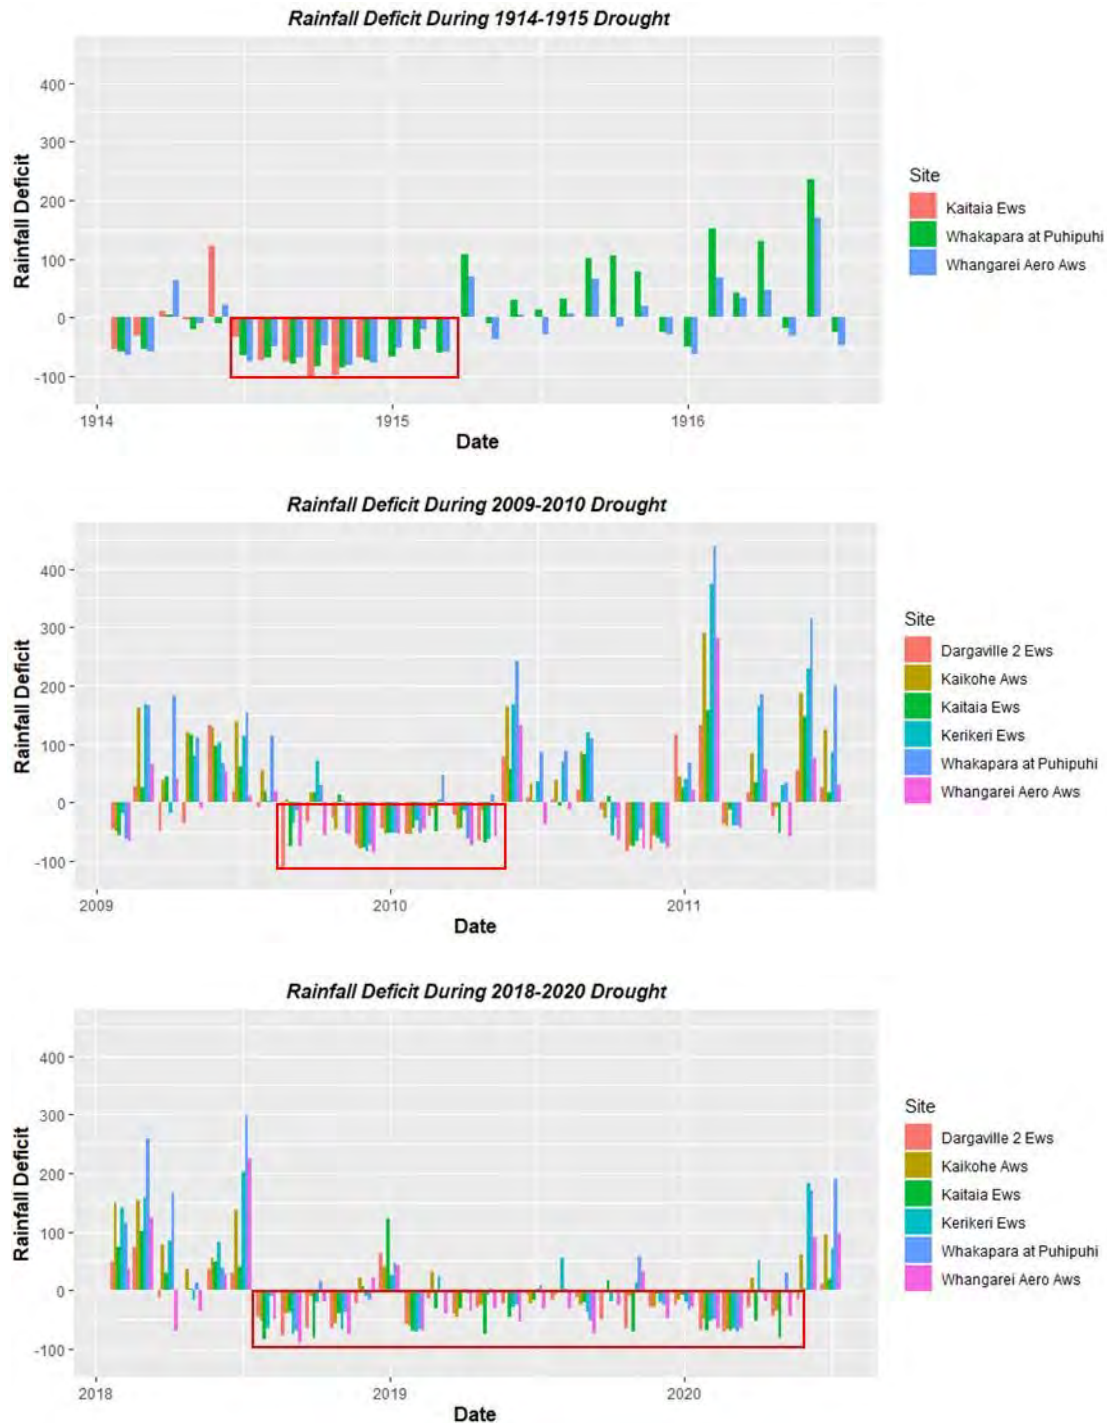 Rainfall Deficit During 1914-1915 Drought
Rainfall Deficit
400
300
200
100
0
-100
1914
1915
1916
Date
Site
Kaitaia Ews
Whakapara at Puhipuhi
Whangarei Aero Aws
Rainfall Deficit During 2009-2010 Drought
Rainfall Deficit
400
300
200
100
0
-100
2009
2010
2011
Date
Site
Dargaville 2 Ews
Kaikohe Aws
Kaitaia Ews
Kerikeri Ews
Whakapara at Puhipuhi
Whangarei Aero Aws
Rainfall Deficit During 2018-2020 Drought
Rainfall Deficit
400
300
200
100
0
-100
2018
2019
2020
Date
Site
Dargaville 2 Ews
Kaikohe Aws
Kaitaia Ews
Kerikeri Ews
Whakapara at Puhipuhi
Whangarei Aero Aws